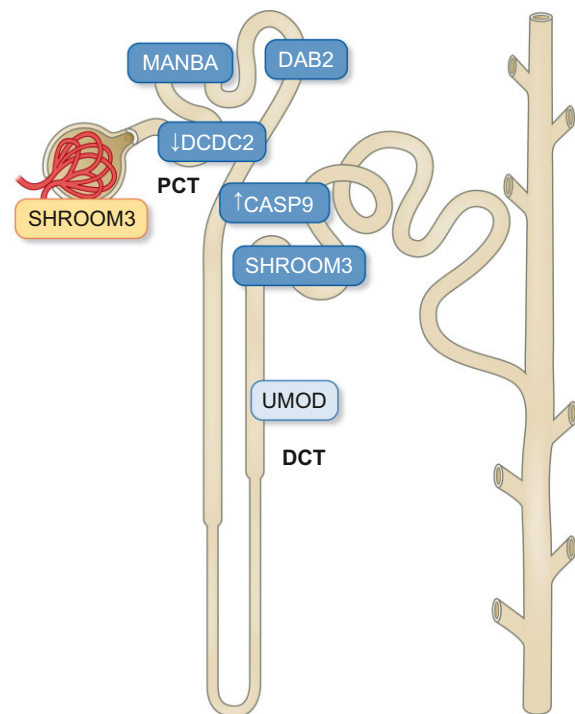 MANBA
DAB2
↓DCDC2
PCT
SHROOM3
↑CASP9
SHROOM3
UMOD
DCT